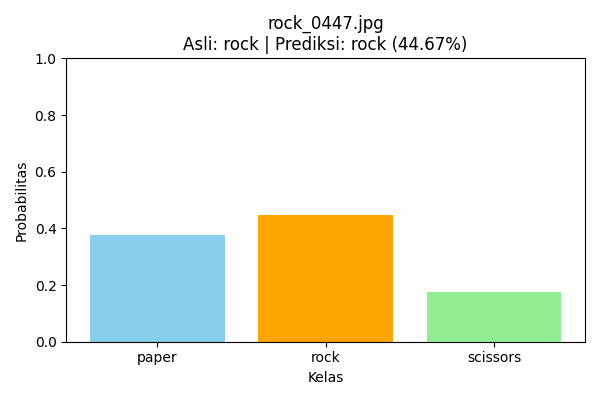 rock_0447.jpg
Asli: rock | Prediksi: rock (44.67%)
1.0
0.8
0.6
0.4
0.2
0.0
Probabilitas
paper
rock
scissors
Kelas